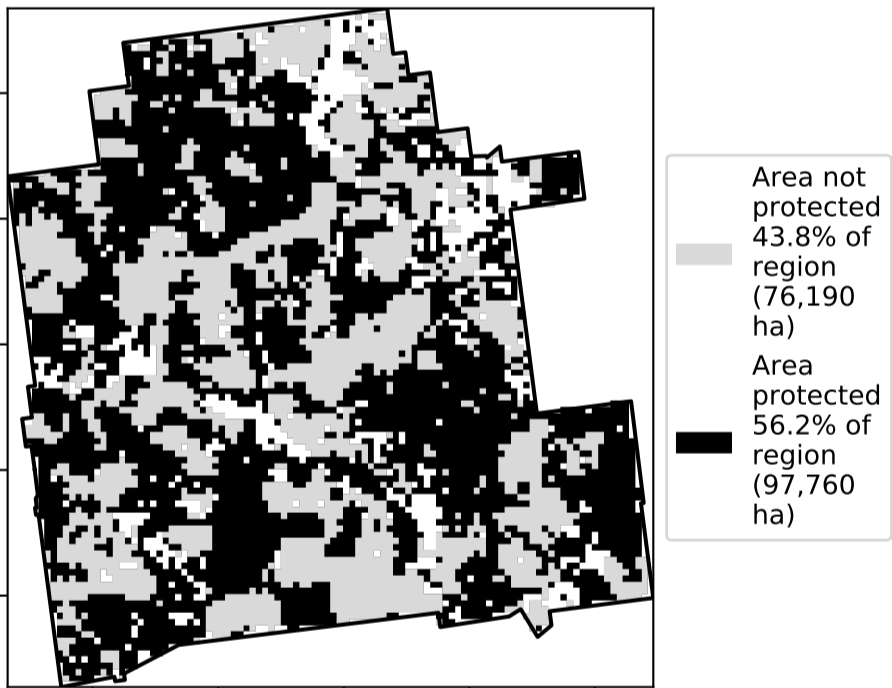 Area not
protected
43.8% of
region
(76,190
ha)
Area
protected
56.2% of
region
(97,760
ha)